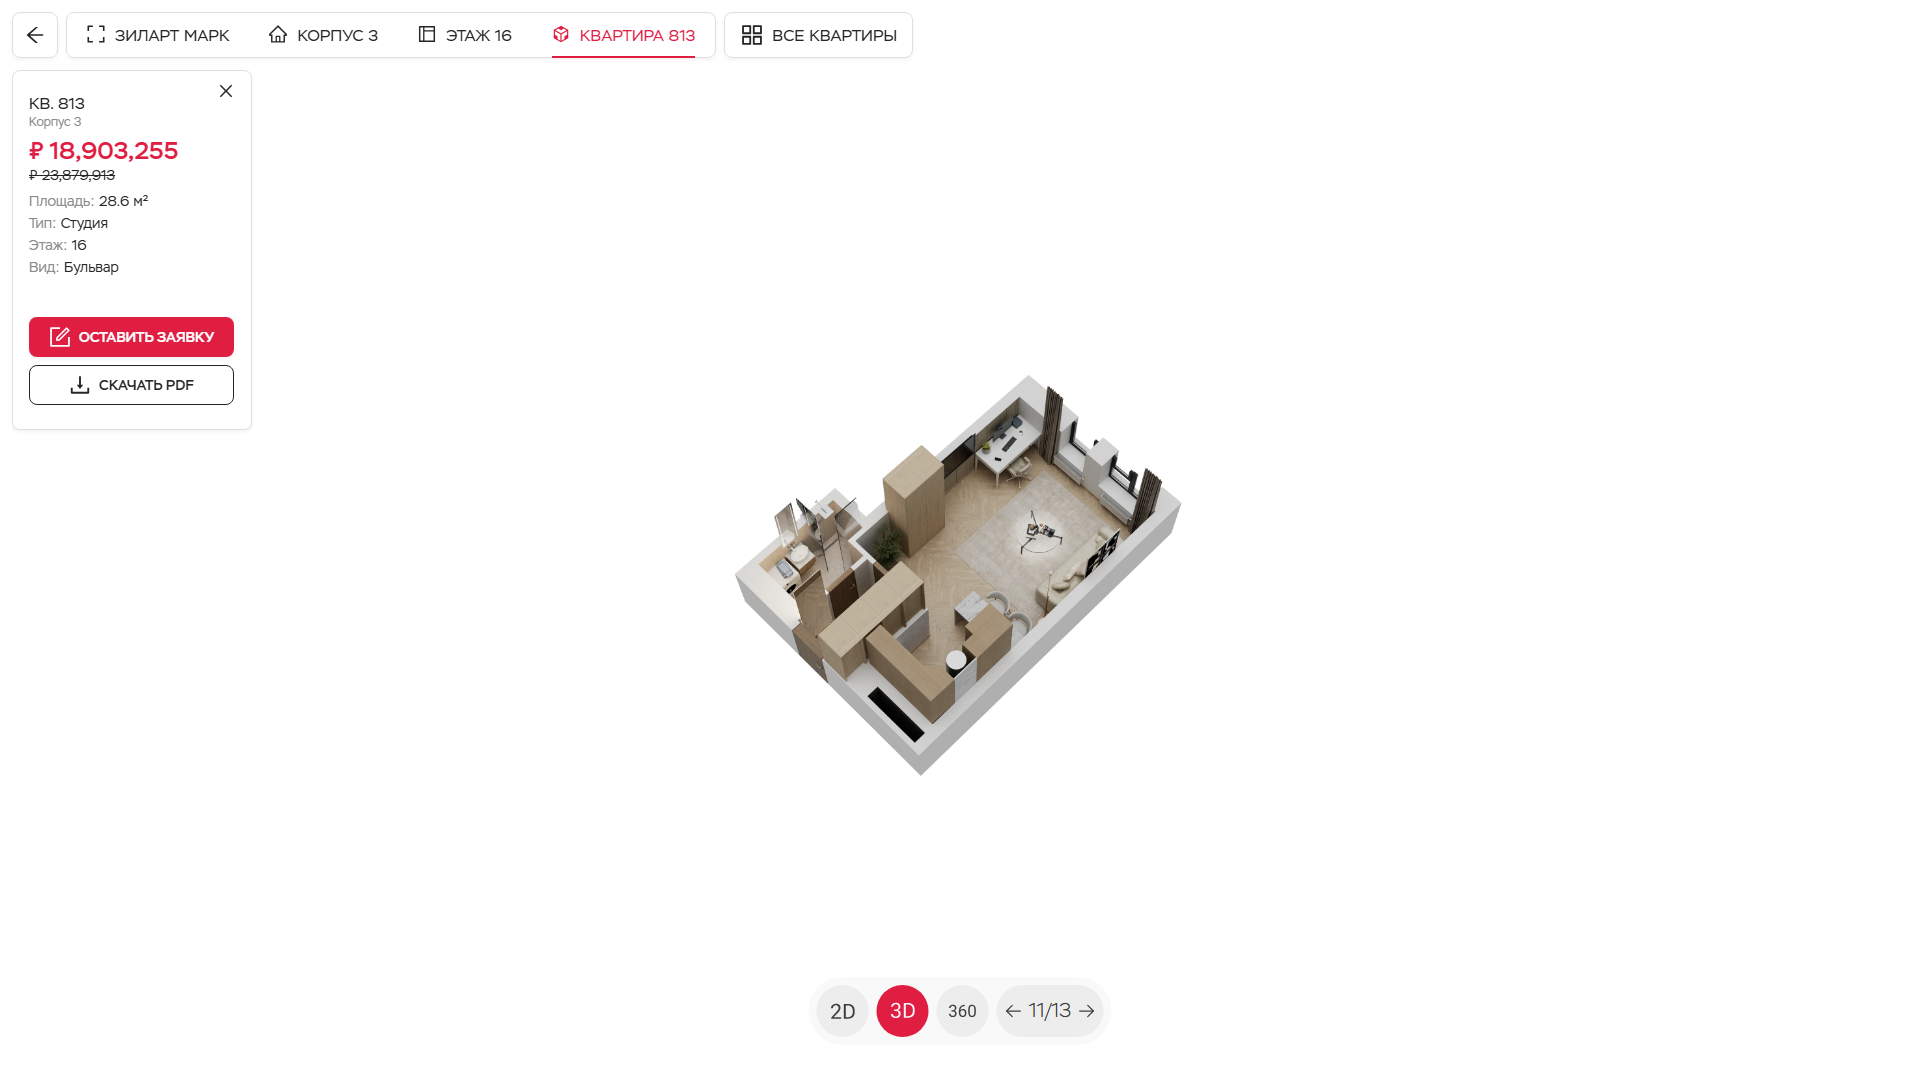 ЗИЛАРТ МАРК
КОРПУС 3
ЭТАЖ 16
КВАРТИРА 813
ВСЕ КВАРТИРЫ
КВ. 813
Корпус 3
₽ 18,903,255
₽ 23,879,913
Площадь: 28.6 м²
Тип: Студия
Этаж: 16
Вид: Бульвар
ОСТАВИТЬ ЗАЯВКУ
СКАЧАТЬ PDF
2D
3D
360
11/13